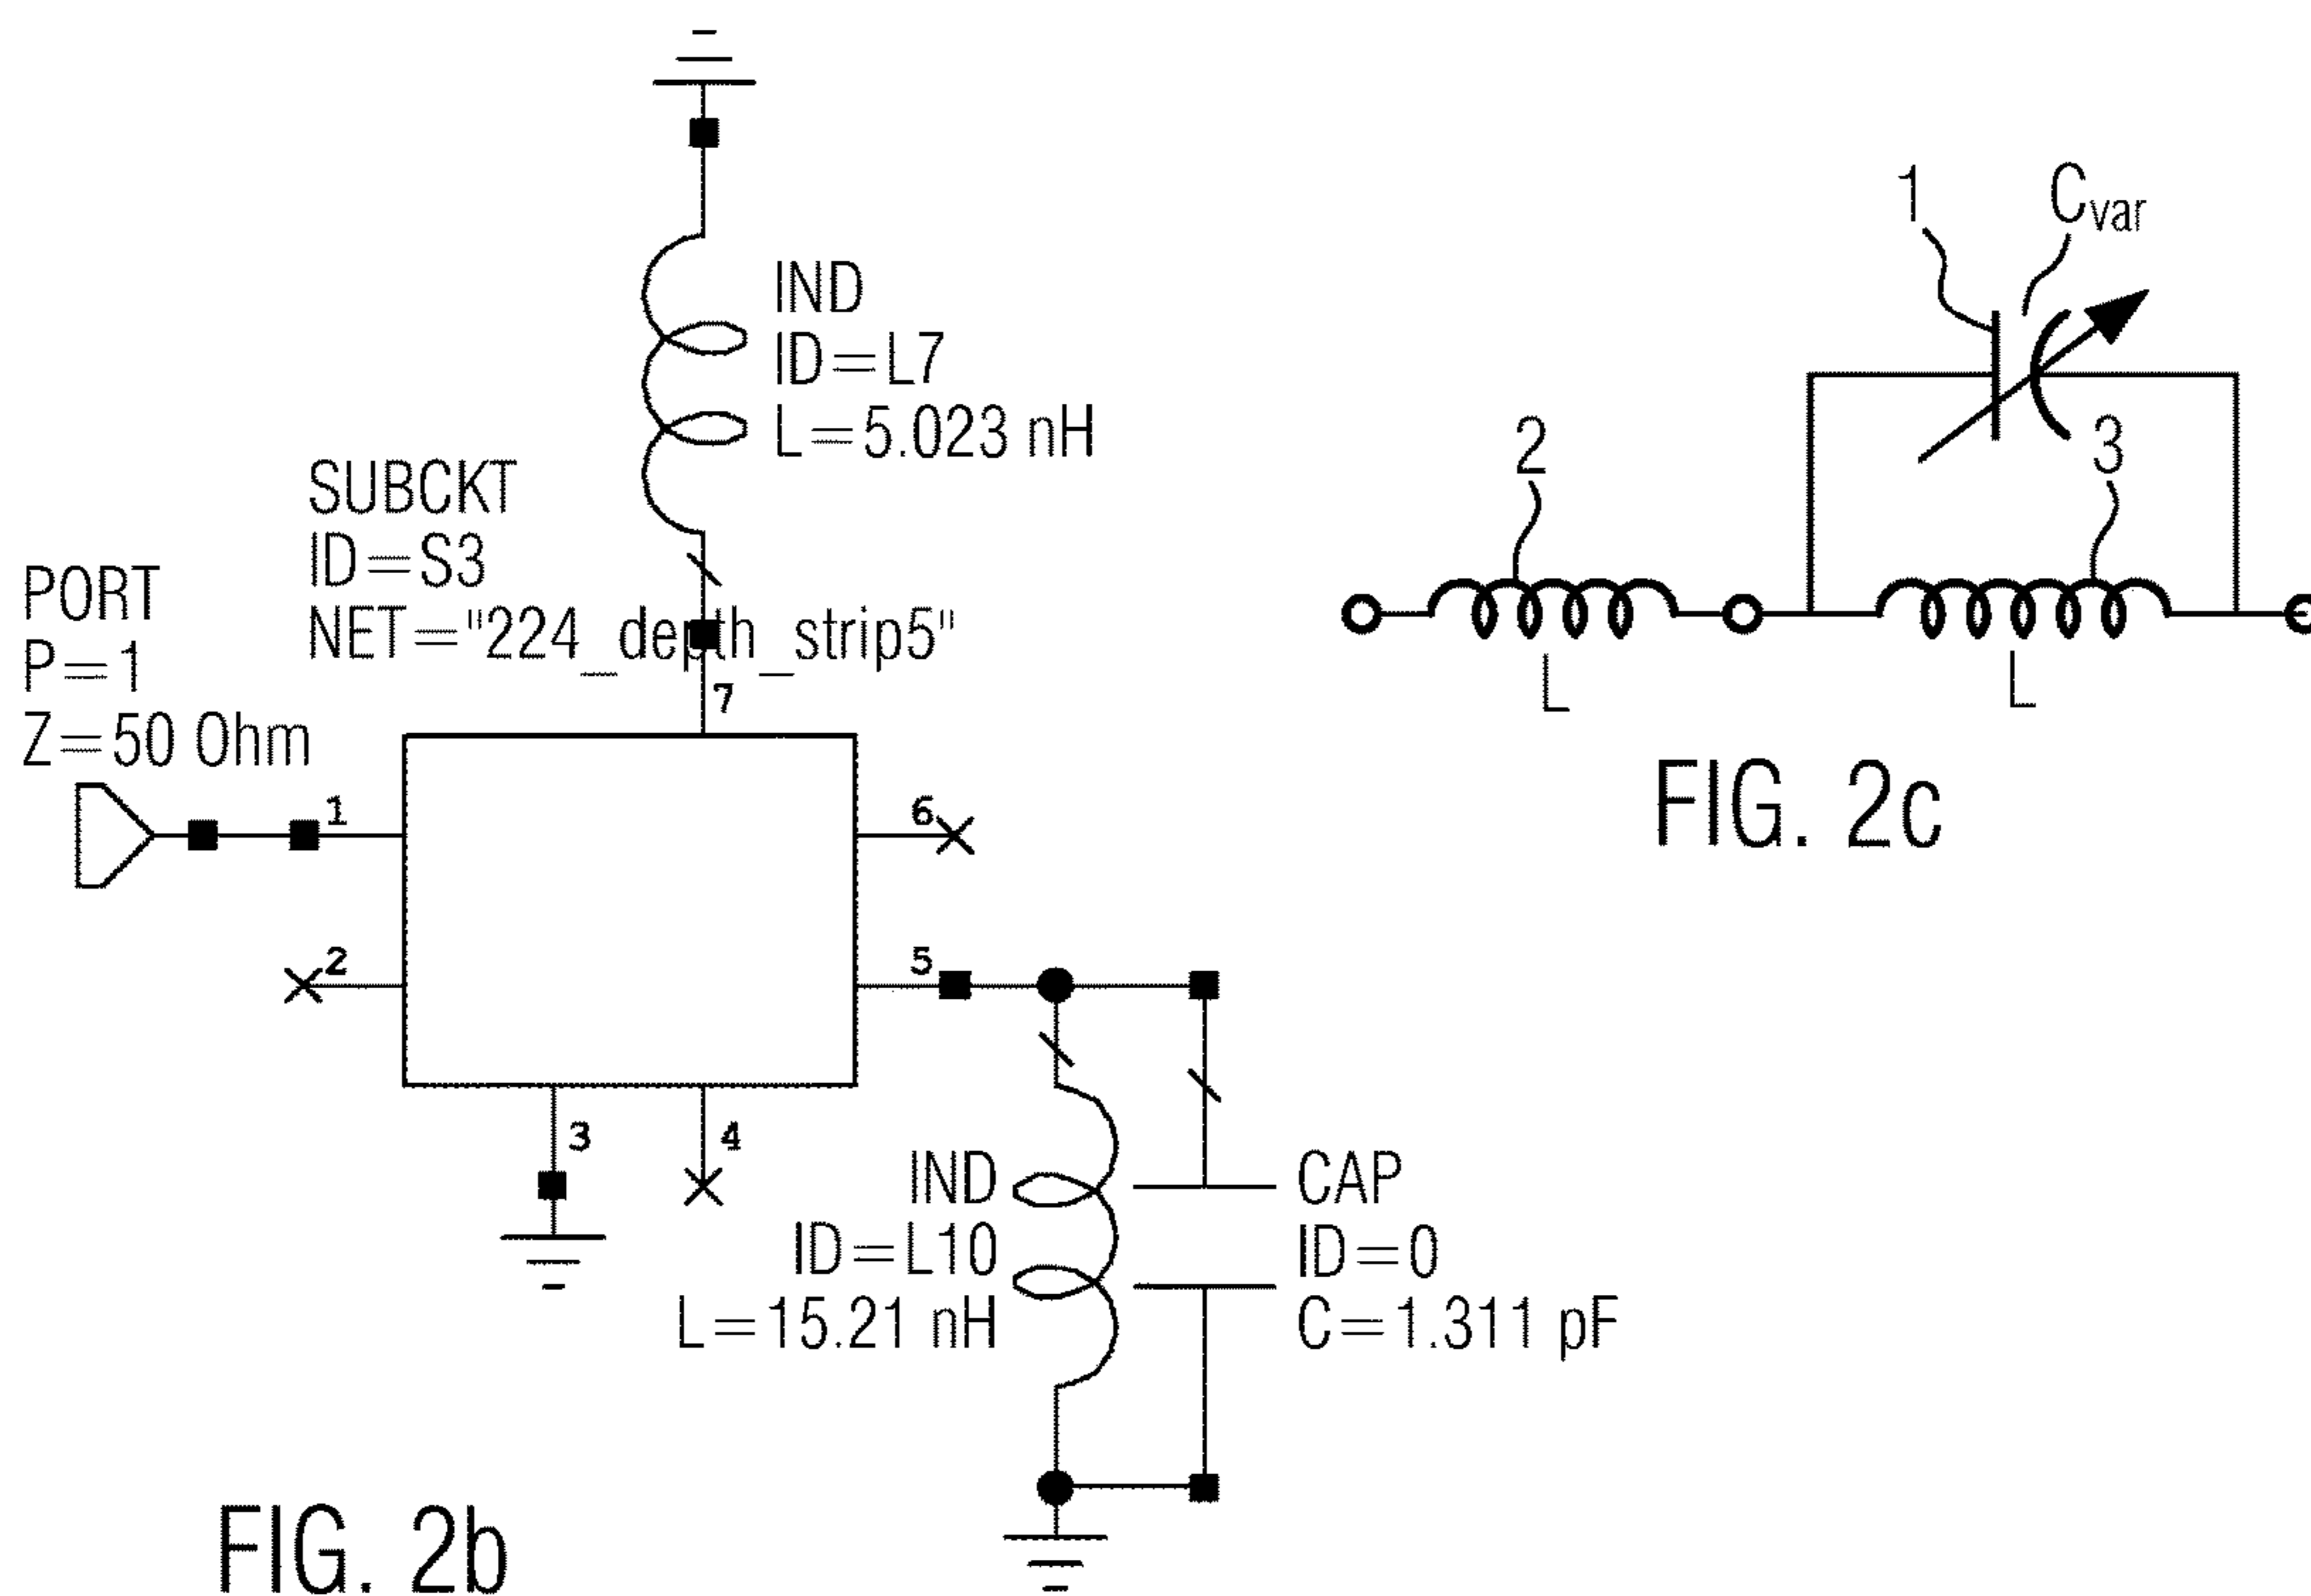 IND
ID=L7
L=5.023 nH
SUBCKT
ID=S3
NET="224_depth_strip5"
PORT
P=1
Z=50 Ohm
7
1
6
2
5
3
4
IND
ID=L10
L=15.21 nH
CAP
ID=0
C=1.311 pF
FIG. 2b
1
Cvar
2
3
L
L
FIG. 2c